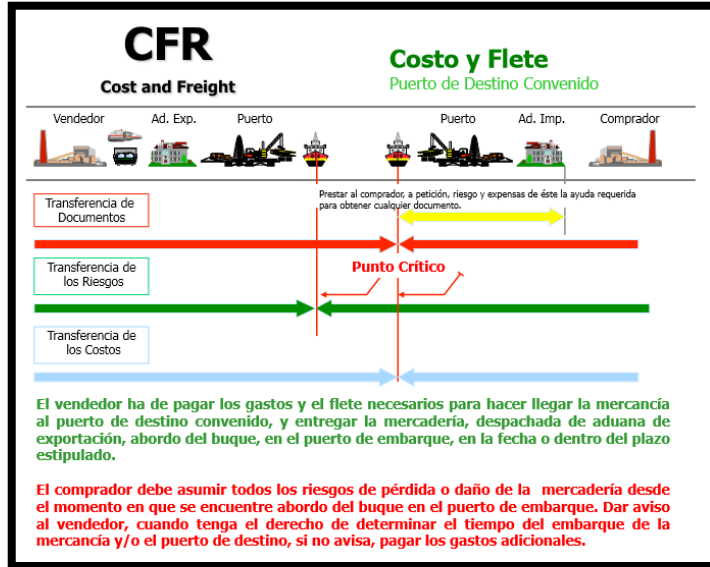 CFR
Cost and Freight
Costo y Flete
Puerto de Destino Convenido
Vendedor Ad. Exp. Puerto Puerto Ad. Imp. Comprador
Transferencia de
Documentos
Prestar al comprador, a petición, riesgo y expensas de éste la ayuda requerida
para obtener cualquier documento.
Transferencia de
los Riesgos
Punto Crítico
Transferencia de
los Costos
El vendedor ha de pagar los gastos y el flete necesarios para hacer llegar la mercancía
al puerto de destino convenido, y entregar la mercadería, despachada de aduana de
exportación, abordo del buque, en el puerto de embarque, en la fecha o dentro del plazo
estipulado.
El comprador debe asumir todos los riesgos de pérdida o daño de la mercadería desde
el momento en que se encuentre abordo del buque en el puerto de embarque. Dar aviso
al vendedor, cuando tenga el derecho de determinar el tiempo del embarque de la
mercancía y/o el puerto de destino, si no avisa, pagar los gastos adicionales.